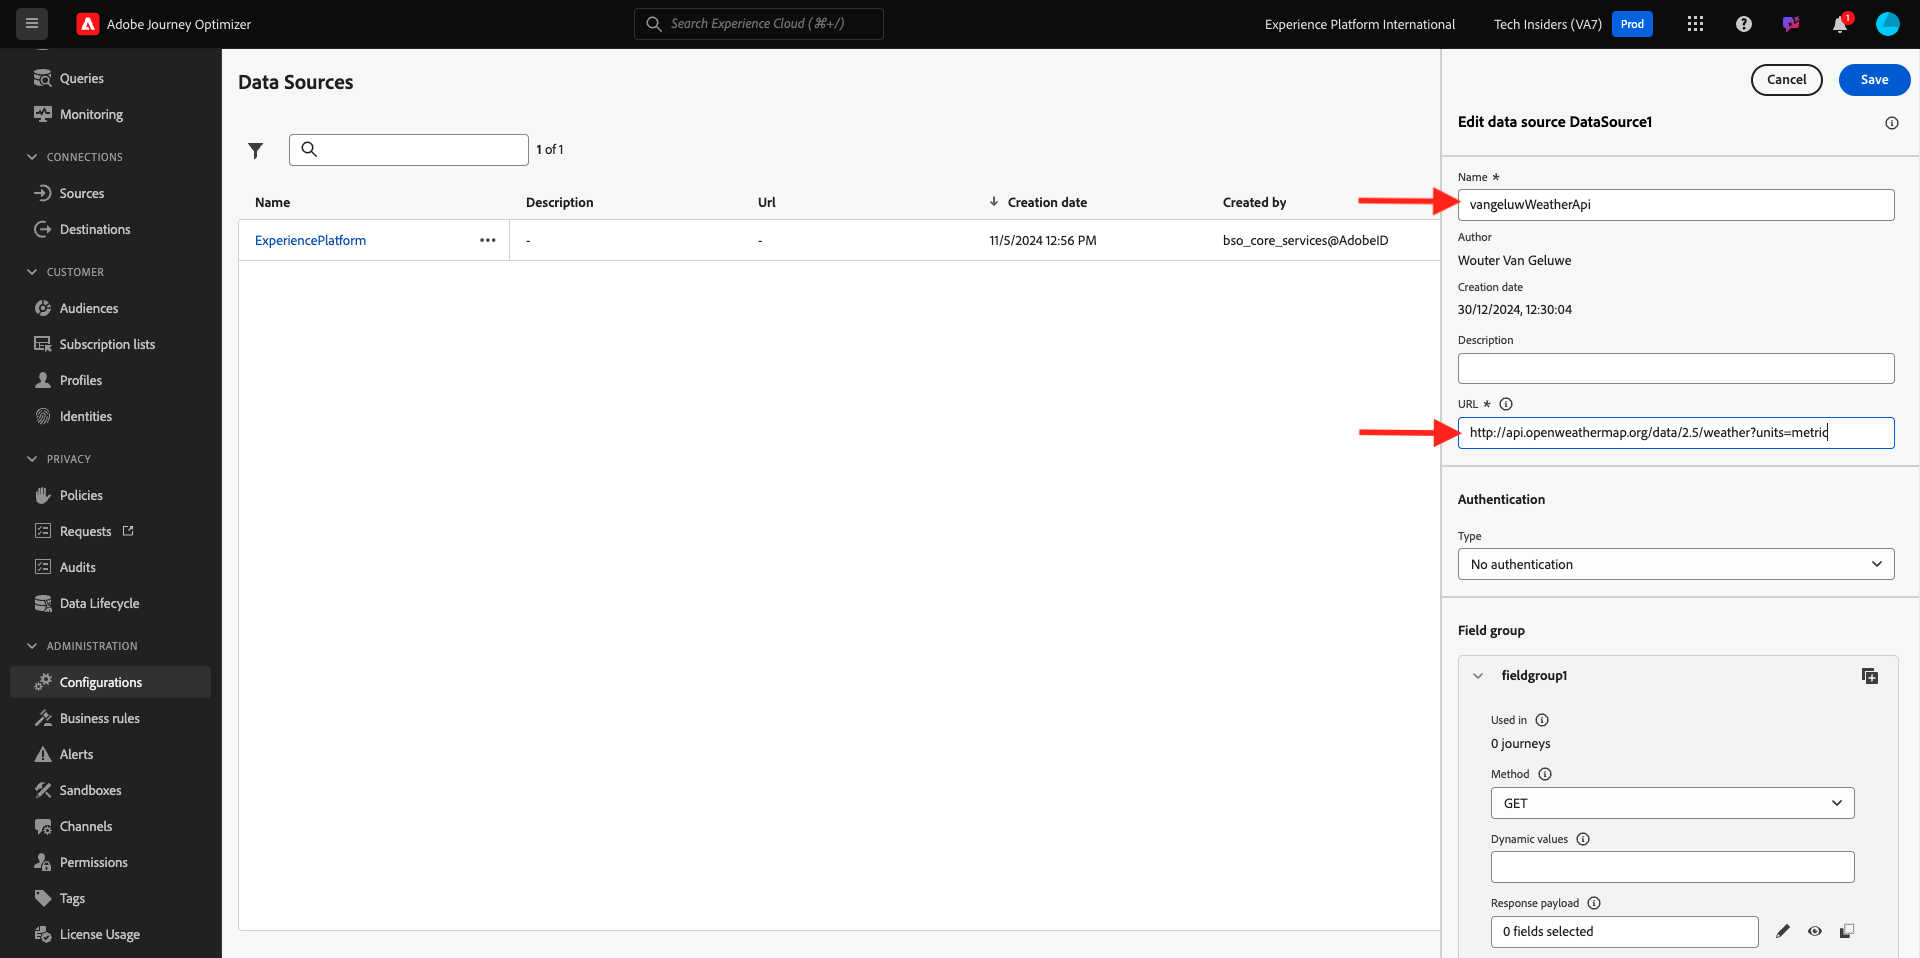 Adobe Journey Optimizer
Search Experience Cloud (⌘+/)
Experience Platform International
Tech Insiders (VA7)
Prod
1
Queries
Monitoring
CONNECTIONS
Sources
Destinations
CUSTOMER
Audiences
Subscription lists
Profiles
Identities
PRIVACY
Policies
Requests
Audits
Data Lifecycle
ADMINISTRATION
Configurations
Business rules
Alerts
Sandboxes
Channels
Permissions
Tags
License Usage
Data Sources
1 of 1
Name Description Url Creation date Created by
ExperiencePlatform ••• - - 11/5/2024 12:56 PM bso_core_services@AdobeID
Cancel
Save
Edit data source DataSource1
Name *
vangeluwWeatherApi
Author
Wouter Van Geluwe
Creation date
30/12/2024, 12:30:04
Description
URL *
http://api.openweathermap.org/data/2.5/weather?units=metric
Authentication
Type
No authentication
Field group
fieldgroup1
Used in
0 journeys
Method
GET
Dynamic values
Response payload
0 fields selected